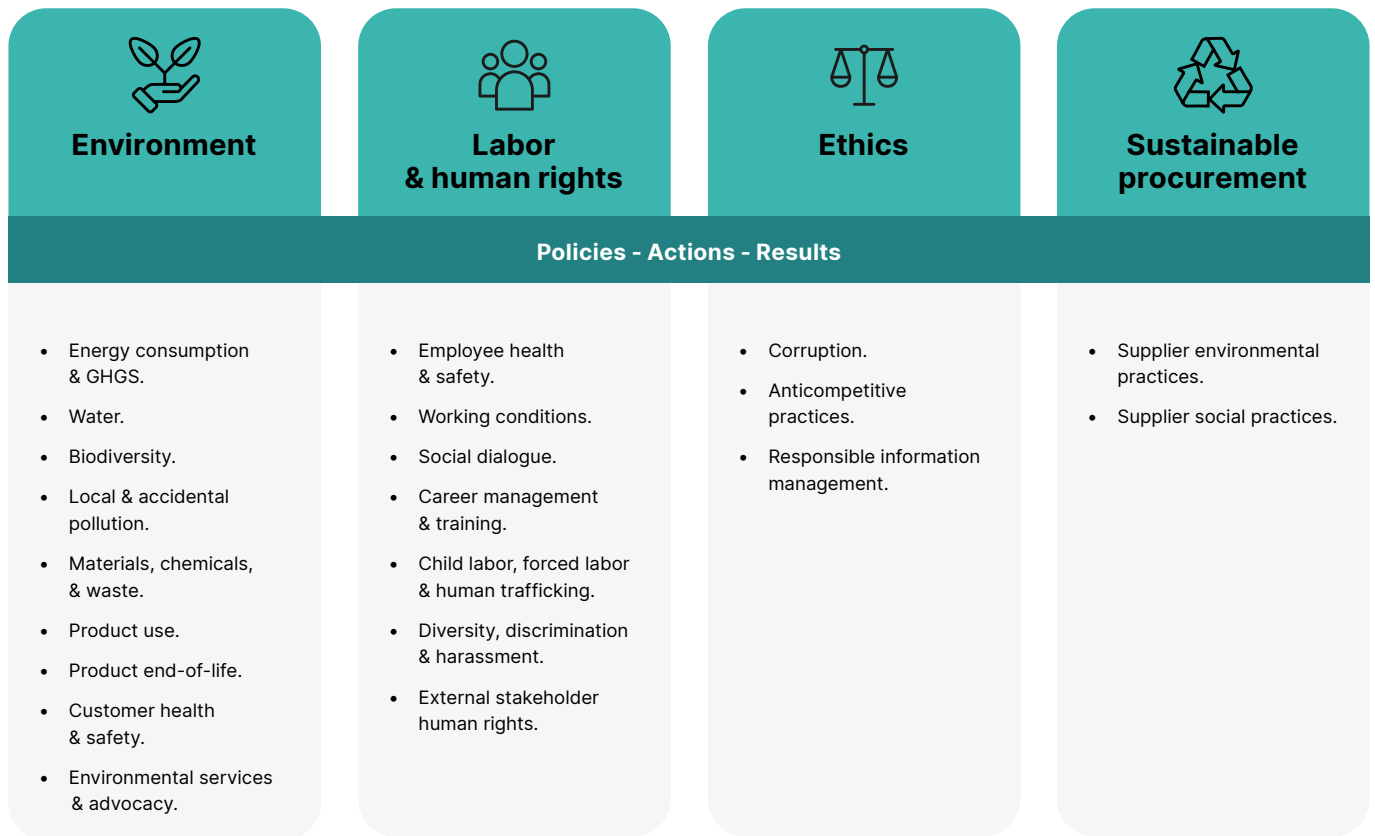 Environment
Labor
& human rights
Ethics
Sustainable
procurement
Policies - Actions - Results
• Energy consumption
& GHGS.
• Water.
• Biodiversity.
• Local & accidental
pollution.
• Materials, chemicals,
& waste.
• Product use.
• Product end-of-life.
• Customer health
& safety.
• Environmental services
& advocacy.
• Employee health
& safety.
• Working conditions.
• Social dialogue.
• Career management
& training.
• Child labor, forced labor
& human trafficking.
• Diversity, discrimination
& harassment.
• External stakeholder
human rights.
• Corruption.
• Anticompetitive
practices.
• Responsible information
management.
• Supplier environmental
practices.
• Supplier social practices.